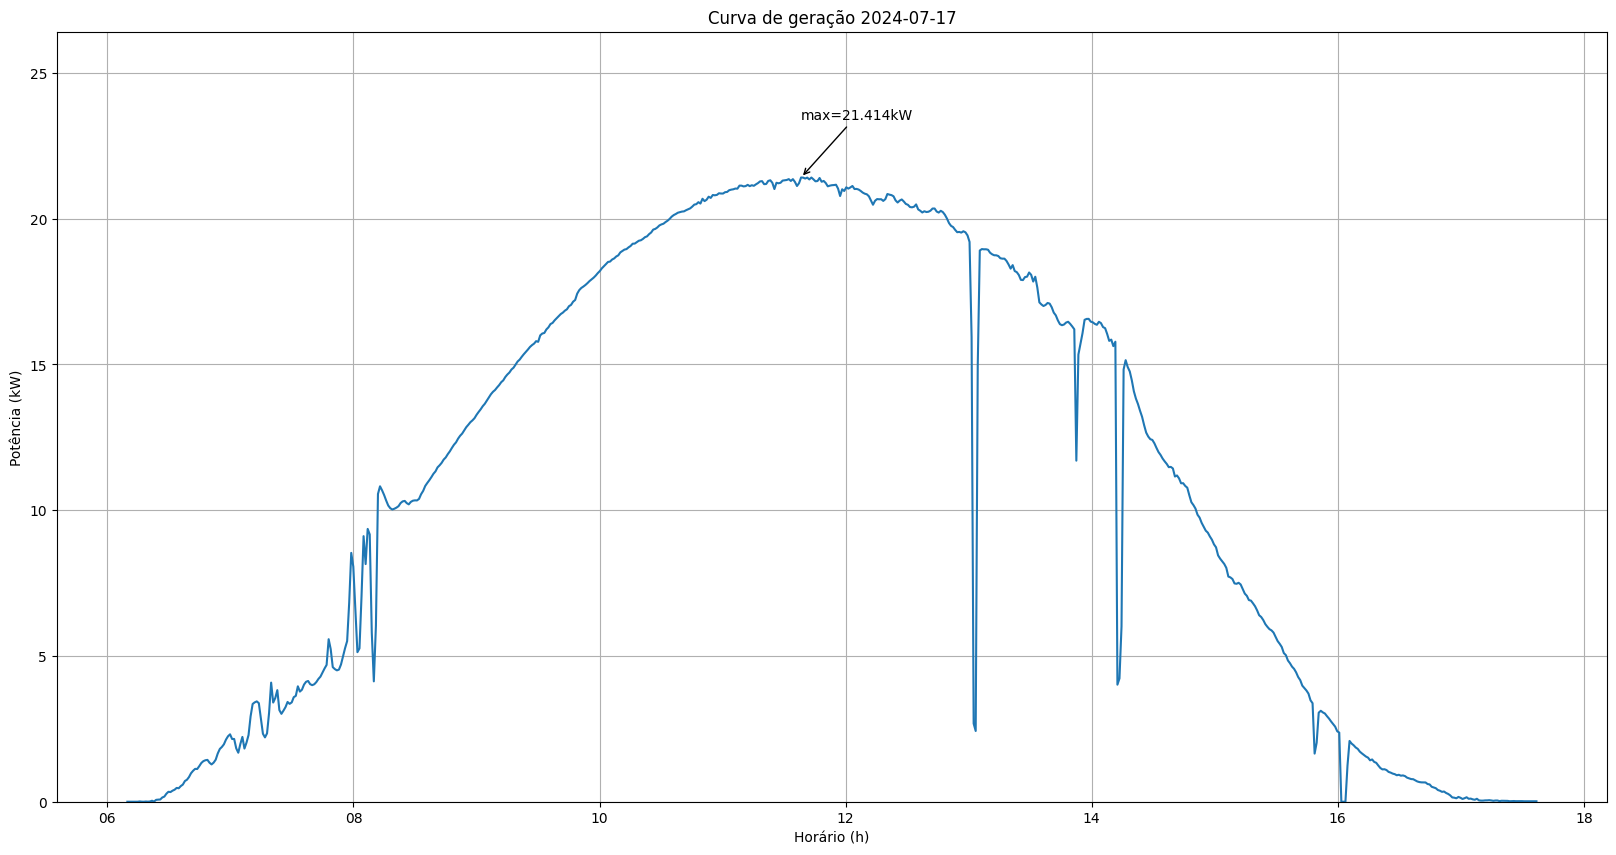 Curva de geração 2024-07-17
25
max=21.414kW
20
15
Potência (kW)
10
5
0
06 08 10 12 14 16 18
Horário (h)